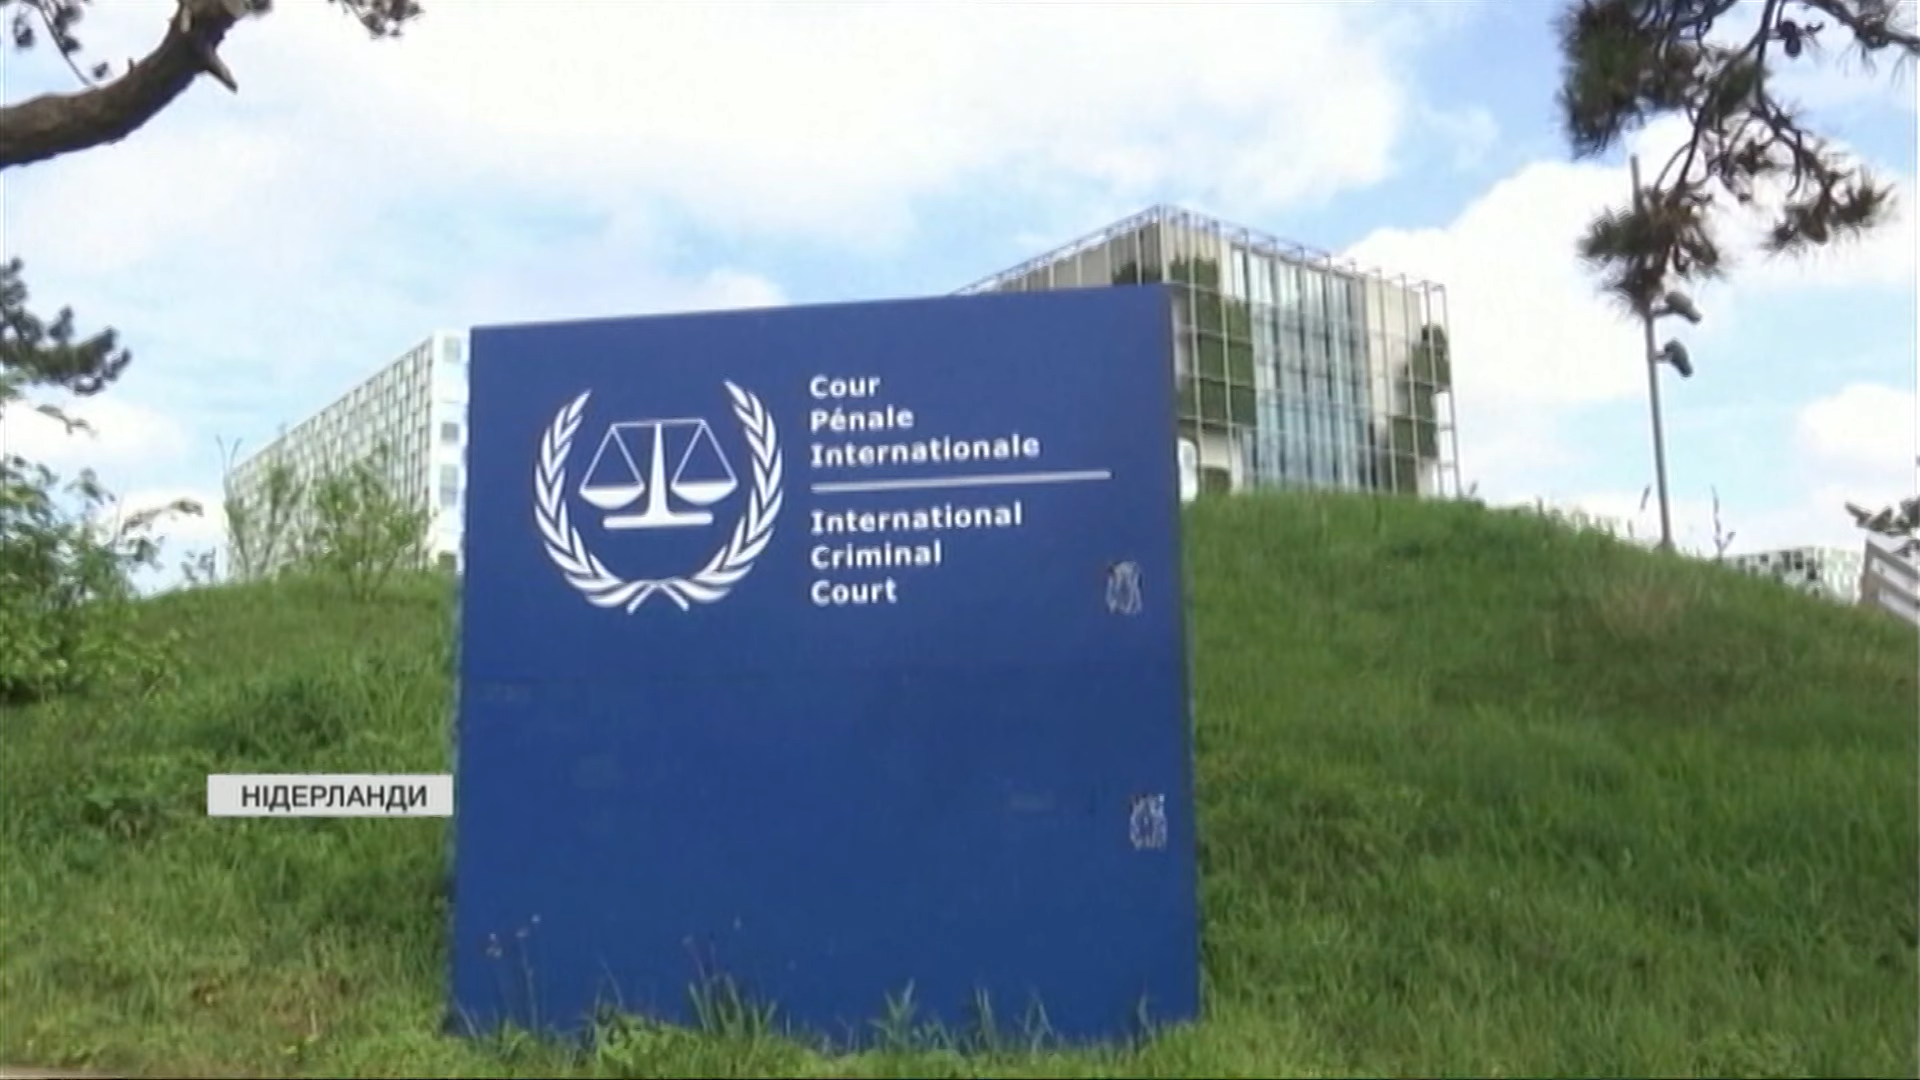 Cour
Pénale
Internationale
International
Criminal
Court
НІДЕРЛАНДИ